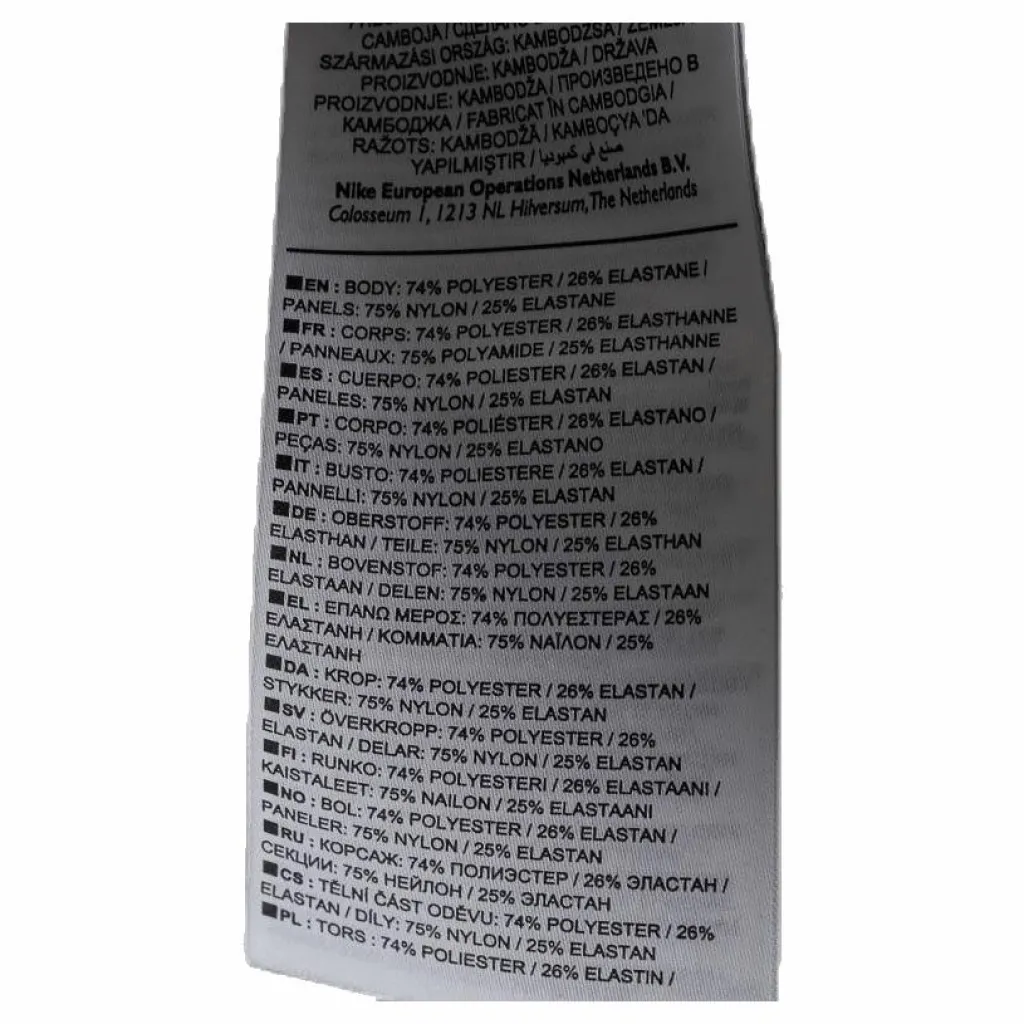 CAMBOJA / СДЕЛАНО
SZÁRMAZÁSI ORSZÁG: KAMBODZSA /
PROIZVODNJE: KAMBODŽA / DRŽAVA
PROIZVODNJE: KAMBODŽA / ПРОИЗВЕДЕНО В
КАМБОДЖА / FABRICAT ÎN CAMBODGIA /
RAŽOTS: KAMBODŽĀ / KAMBOÇYA 'DA
YAPILMIŞTIR / صنع في كمبوديا
Nike European Operations Netherlands B.V.
Colosseum 1, 1213 NL Hilversum, The Netherlands
■EN : BODY: 74% POLYESTER / 26% ELASTANE /
PANELS: 75% NYLON / 25% ELASTANE
■FR : CORPS: 74% POLYESTER / 26% ELASTHANNE
/ PANNEAUX: 75% POLYAMIDE / 25% ELASTHANNE
■ES : CUERPO: 74% POLIESTER / 26% ELASTAN /
PANELES: 75% NYLON / 25% ELASTAN
■PT : CORPO: 74% POLIÉSTER / 26% ELASTANO /
PEÇAS: 75% NYLON / 25% ELASTANO
■IT : BUSTO: 74% POLIESTERE / 26% ELASTAN /
PANNELLI: 75% NYLON / 25% ELASTAN
■DE : OBERSTOFF: 74% POLYESTER / 26%
ELASTHAN / TEILE: 75% NYLON / 25% ELASTHAN
■NL : BOVENSTOF: 74% POLYESTER / 26%
ELASTAAN / DELEN: 75% NYLON / 25% ELASTAAN
■EL : ΕΠΑΝΩ ΜΕΡΟΣ: 74% ΠΟΛΥΕΣΤΕΡΑΣ / 26%
ΕΛΑΣΤΑΝΗ / ΚΟΜΜΑΤΙΑ: 75% ΝΑΪΛΟΝ / 25%
ΕΛΑΣΤΑΝΗ
■DA : KROP: 74% POLYESTER / 26% ELASTAN /
STYKKER: 75% NYLON / 25% ELASTAN
■SV : ÖVERKROPP: 74% POLYESTER / 26%
ELASTAN / DELAR: 75% NYLON / 25% ELASTAN
■FI : RUNKO: 74% POLYESTERI / 26% ELASTAANI /
KAISTALEET: 75% NAILON / 25% ELASTAANI
■NO : BOL: 74% POLYESTER / 26% ELASTAN /
PANELER: 75% NYLON / 25% ELASTAN
■RU : КОРСАЖ: 74% ПОЛИЭСТЕР / 26% ЭЛАСТАН /
СЕКЦИИ: 75% НЕЙЛОН / 25% ЭЛАСТАН
■CS : TĚLNÍ ČÁST ODĚVU: 74% POLYESTER / 26%
ELASTAN / DÍLY: 75% NYLON / 25% ELASTAN
■PL : TORS : 74% POLIESTER / 26% ELASTIN /